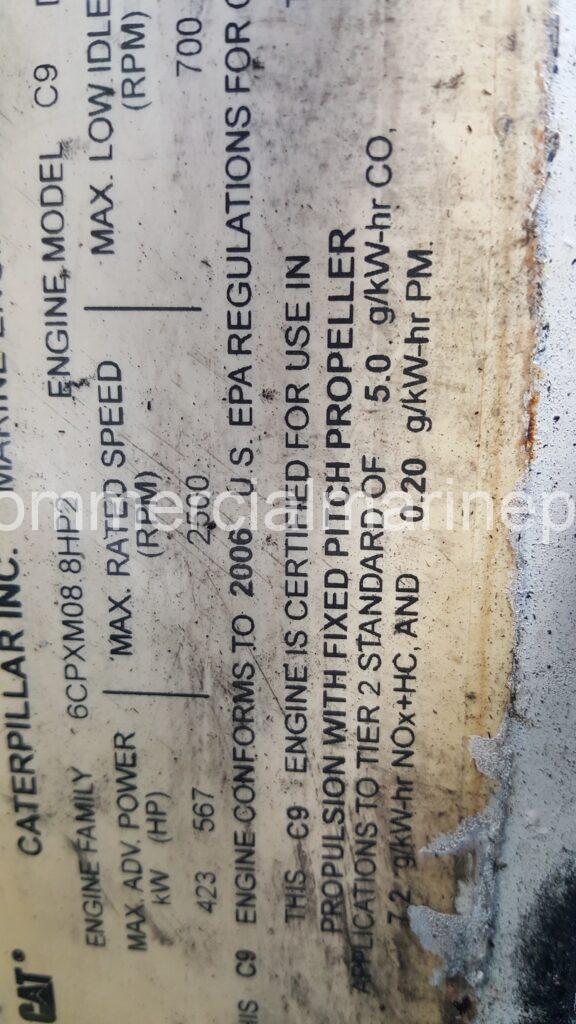 CAT®
CATERPILLAR INC.
ENGINE FAMILY 6CPXM08.8HP2 ENGINE MODEL C9
MAX. ADV. POWER MAX. RATED SPEED MAX. LOW IDLE
kW (HP) (RPM) (RPM)
423 567 2500 700
C9 ENGINE CONFORMS TO 2006 U.S. EPA REGULATIONS FOR
THIS C9 ENGINE IS CERTIFIED FOR USE IN
PROPULSION WITH FIXED PITCH PROPELLER
APPLICATIONS TO TIER 2 STANDARD OF 5.0 g/kW-hr CO,
7.2 g/kW-hr NOx+HC, AND 0.20 g/kW-hr PM.
ommercialmarinep